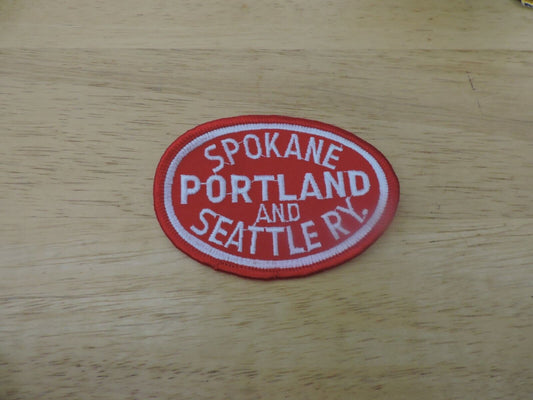 SPOKANE
PORTLAND
AND
SEATTLE RY.